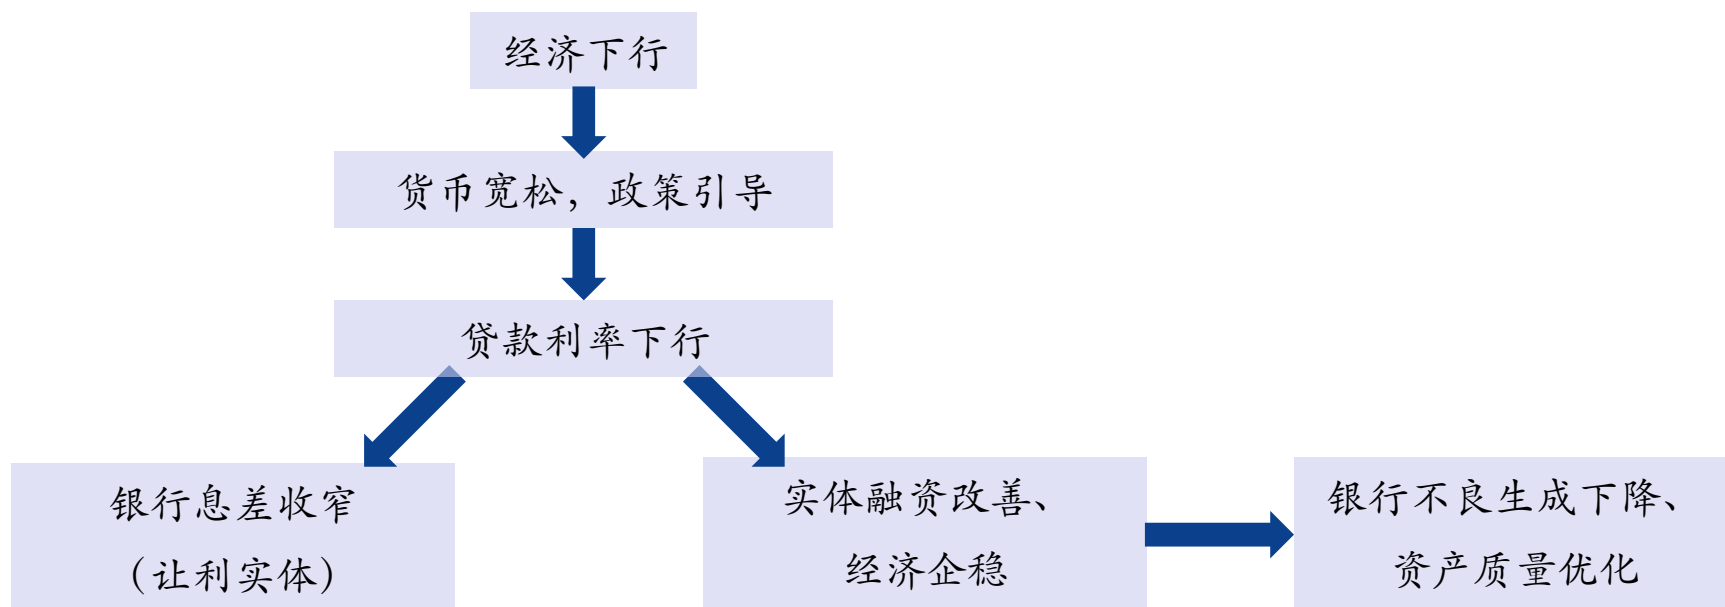 经济下行
货币宽松，政策引导
贷款利率下行
银行息差收窄
（让利实体）
实体融资改善、
经济企稳
银行不良生成下降、
资产质量优化